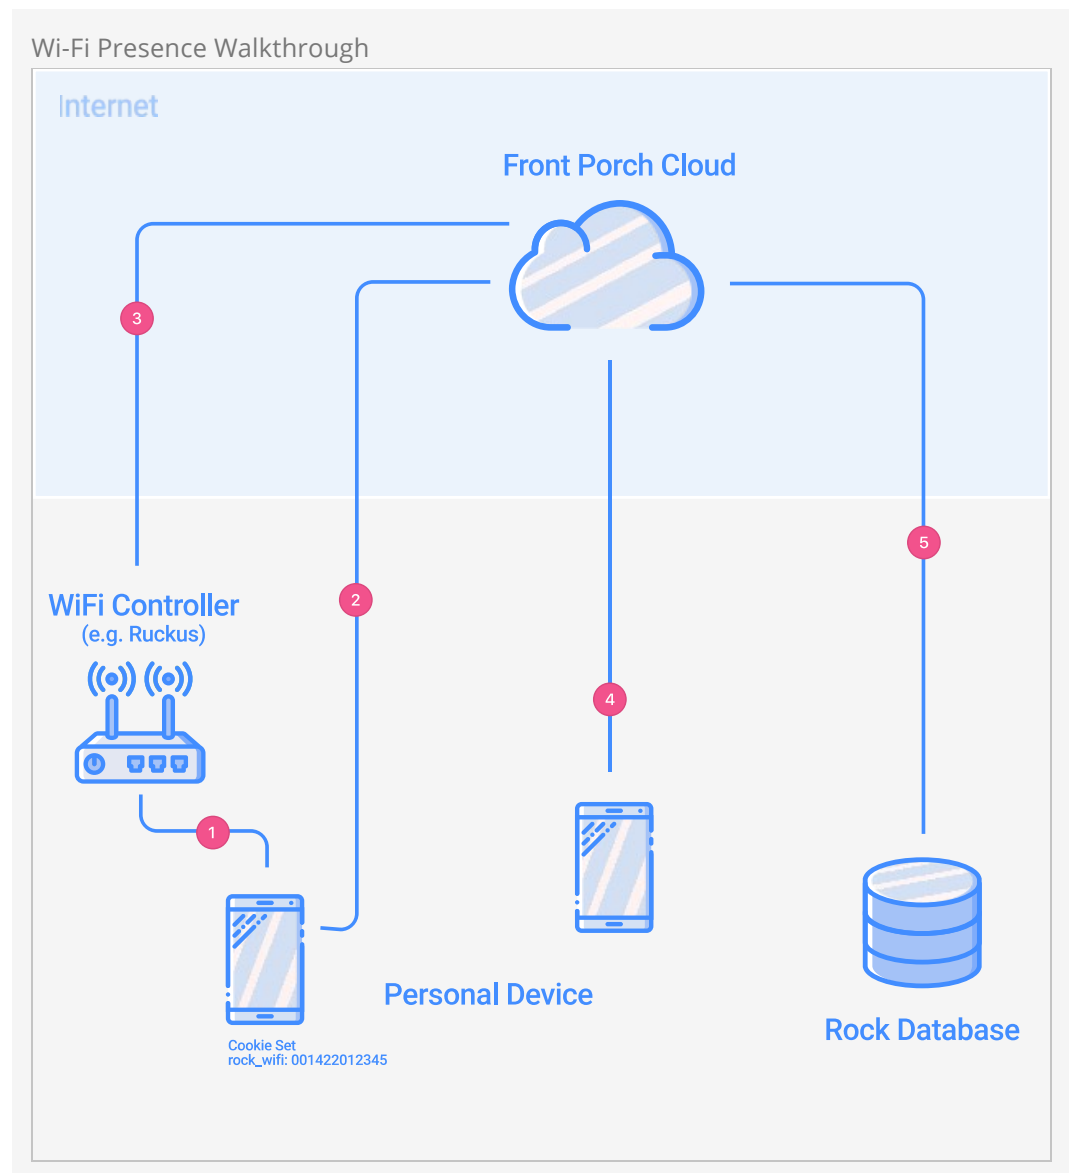 Wi-Fi Presence Walkthrough
Internet
Front Porch Cloud
3
5
2
WiFi Controller
(e.g. Ruckus)
4
1
Personal Device
Rock Database
Cookie Set
rock_wifi: 001422012345